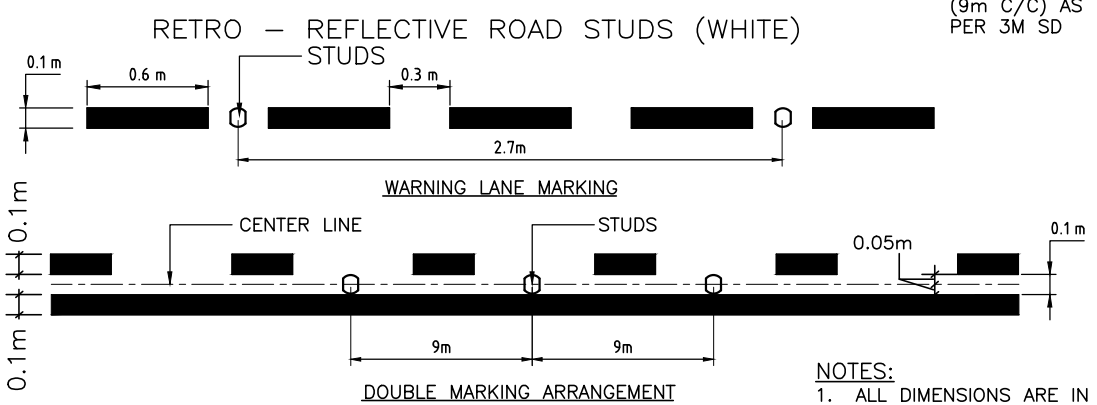 (9m C/C) AS
PER 3M SD
RETRO – REFLECTIVE ROAD STUDS (WHITE)
STUDS
0.1 m
0.6 m
0.3 m
2.7m
WARNING LANE MARKING
0.1m
CENTER LINE
STUDS
0.05m
0.1 m
0.1m
9m
9m
DOUBLE MARKING ARRANGEMENT
NOTES:
1. ALL DIMENSIONS ARE IN